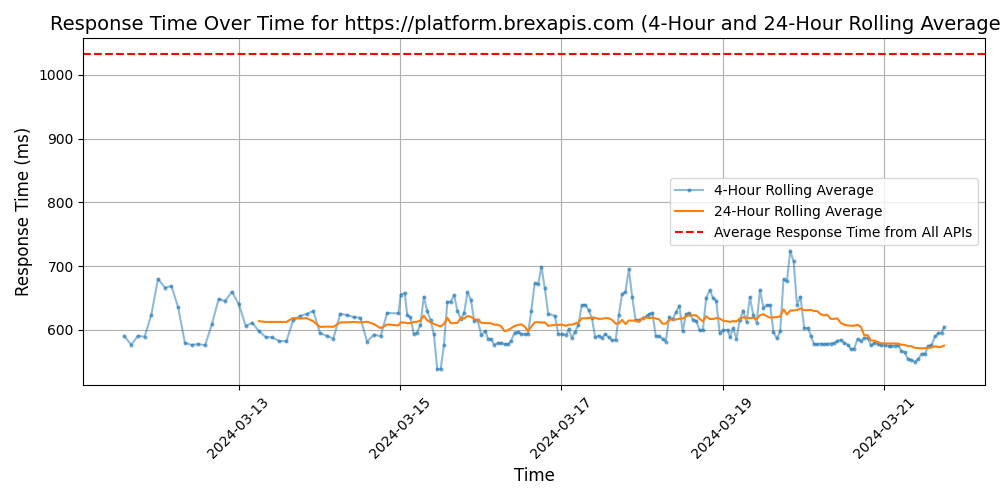 Response Time Over Time for https://platform.brexapis.com (4-Hour and 24-Hour Rolling Average
Response Time (ms)
1000
900
800
700
600
4-Hour Rolling Average
24-Hour Rolling Average
Average Response Time from All APIs
2024-03-13
2024-03-15
2024-03-17
2024-03-19
2024-03-21
Time